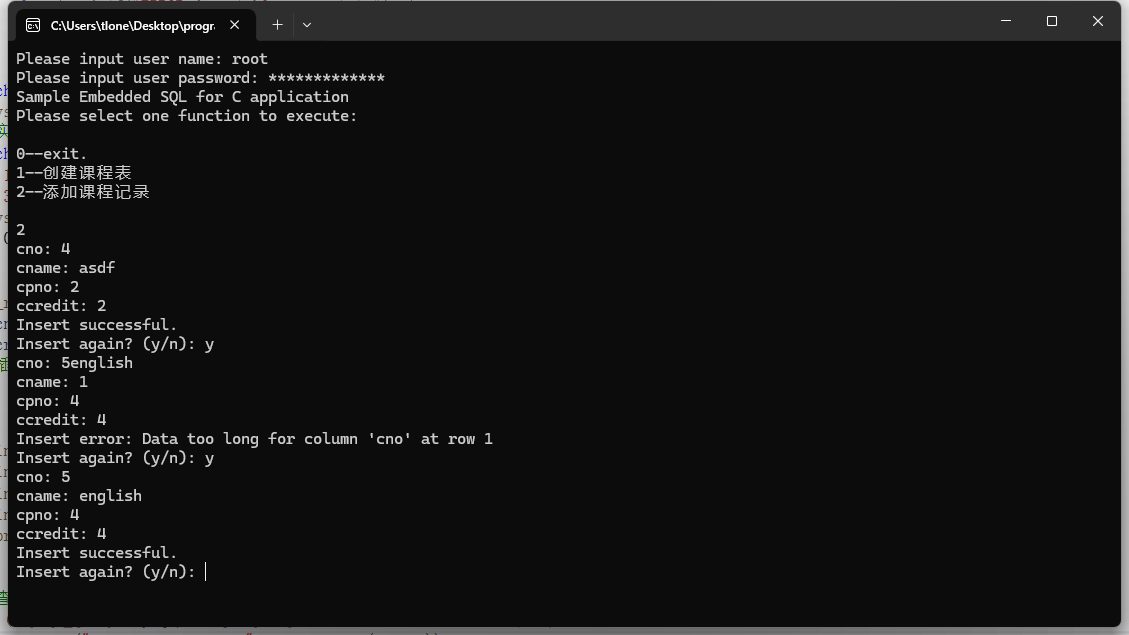 C:\Users\tlone\Desktop\progr
Please input user name: root
Please input user password: *************
Sample Embedded SQL for C application
Please select one function to execute:
0--exit.
1--创建课程表
2--添加课程记录
2
cno: 4
cname: asdf
cpno: 2
ccredit: 2
Insert successful.
Insert again? (y/n): y
cno: 5english
cname: 1
cpno: 4
ccredit: 4
Insert error: Data too long for column 'cno' at row 1
Insert again? (y/n): y
cno: 5
cname: english
cpno: 4
ccredit: 4
Insert successful.
Insert again? (y/n):